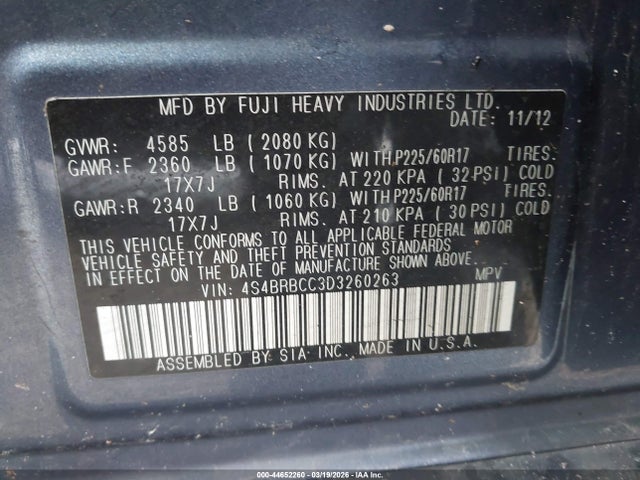 MFD BY FUJI HEAVY INDUSTRIES LTD.
DATE: 11/12
GVWR: 4585 LB (2080 KG)
GAWR:F 2360 LB (1070 KG) WITH P225/60R17 TIRES.
17X7J RIMS. AT 220 KPA (32 PSI) COLD
GAWR:R 2340 LB (1060 KG) WITH P225/60R17 TIRES.
17X7J RIMS. AT 210 KPA (30 PSI) COLD
THIS VEHICLE CONFORMS TO ALL APPLICABLE FEDERAL MOTOR
VEHICLE SAFETY AND THEFT PREVENTION STANDARDS
IN EFFECT ON THE DATE OF MANUFACTURE SHOWN ABOVE.
VIN: 4S4BRBCC3D3260263 MPV
ASSEMBLED BY SIA INC. MADE IN U.S.A.
000-44652260 - 03/19/2026 - IAA Inc.